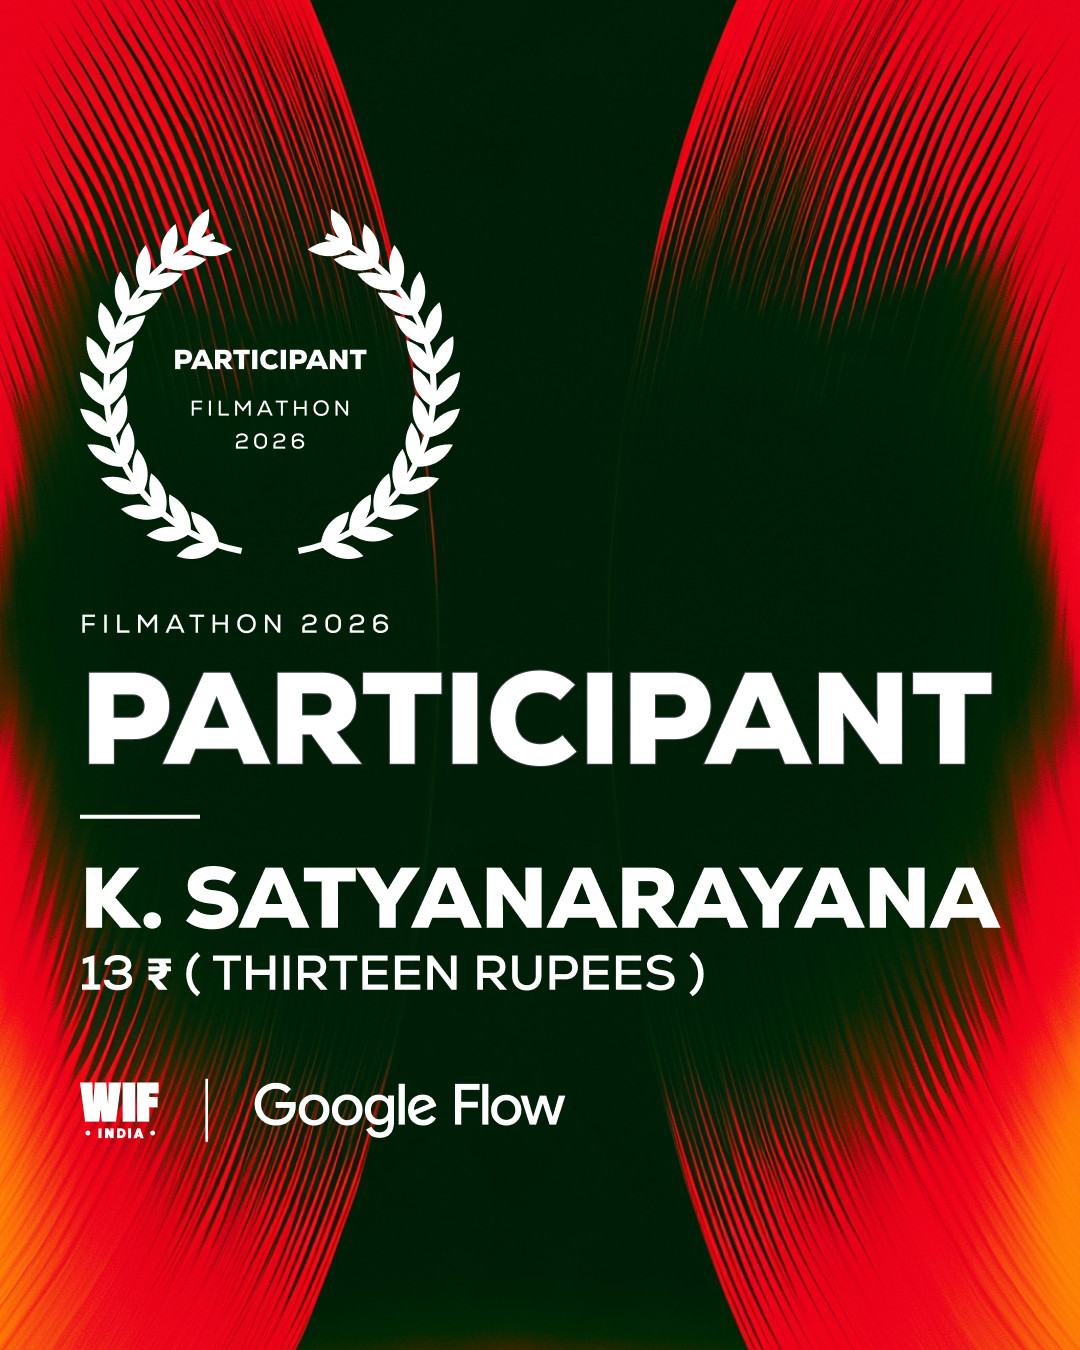 PARTICIPANT
FILMATHON
2026
FILMATHON 2026
PARTICIPANT
K. SATYANARAYANA
13 ₹ ( THIRTEEN RUPEES )
WIF
• INDIA •
Google Flow